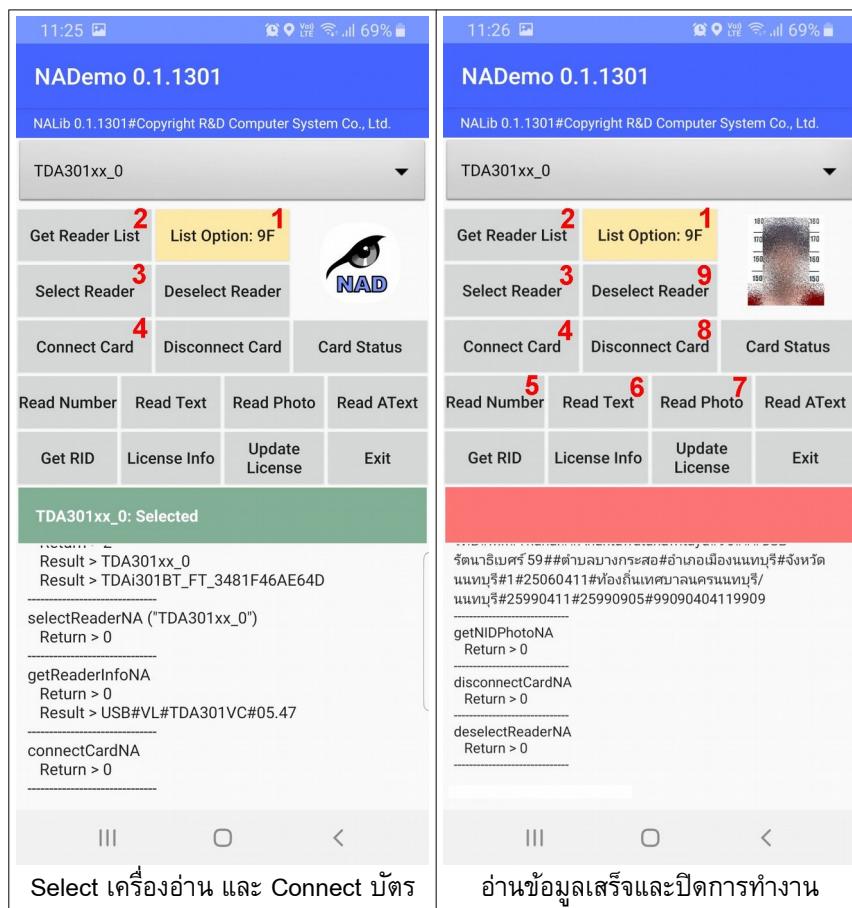 11:25
Vo)) LTE 69%
NADemo 0.1.1301
NALib 0.1.1301#Copyright R&D Computer System Co., Ltd.
TDA301xx_0
2 1
Get Reader List List Option: 9F
NAD
3
Select Reader Deselect Reader
4
Connect Card Disconnect Card Card Status
Read Number Read Text Read Photo Read AText
Get RID License Info Update License Exit
TDA301xx_0: Selected
Result > TDA301xx_0
Result > TDAi301BT_FT_3481F46AE64D
------------------------------
selectReaderNA ("TDA301xx_0")
Return > 0
------------------------------
getReaderInfoNA
Return > 0
Result > USB#VL#TDA301VC#05.47
------------------------------
connectCardNA
Return > 0
------------------------------
Select เครื่องอ่าน และ Connect บัตร
11:26
Vo)) LTE 69%
NADemo 0.1.1301
NALib 0.1.1301#Copyright R&D Computer System Co., Ltd.
TDA301xx_0
2 1
Get Reader List List Option: 9F
180 180
170 170
160 160
150 150
3 9
Select Reader Deselect Reader
4 8
Connect Card Disconnect Card Card Status
5 6 7
Read Number Read Text Read Photo Read AText
Get RID License Info Update License Exit
รัตนาธิเบศร์ 59##ตำบลบางกระสอ#อำเภอเมืองนนทบุรี#จังหวัด
นนทบุรี#1#25060411#ท้องถิ่นเทศบาลนครนนทบุรี/
นนทบุรี#25990411#25990905#99090404119909
------------------------------
getNIDPhotoNA
Return > 0
------------------------------
disconnectCardNA
Return > 0
------------------------------
deselectReaderNA
Return > 0
------------------------------
อ่านข้อมูลเสร็จและปิดการทำงาน